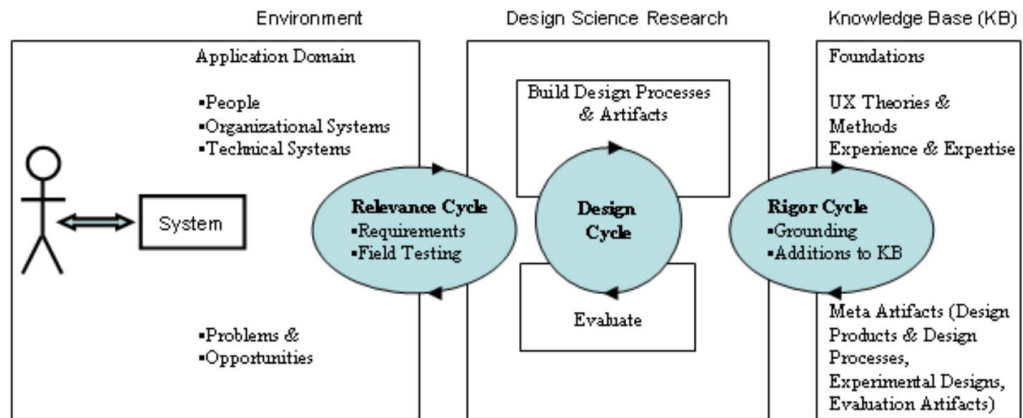 Environment
Design Science Research
Knowledge Base (KB)
Application Domain
▪People
▪Organizational Systems
▪Technical Systems
System
▪Problems &
▪Opportunities
Relevance Cycle
▪Requirements
▪Field Testing
Build Design Processes
& Artifacts
Design
Cycle
Evaluate
Rigor Cycle
▪Grounding
▪Additions to KB
Foundations
UX Theories &
Methods
Experience & Expertise
Meta Artifacts (Design
Products & Design
Processes,
Experimental Designs,
Evaluation Artifacts)